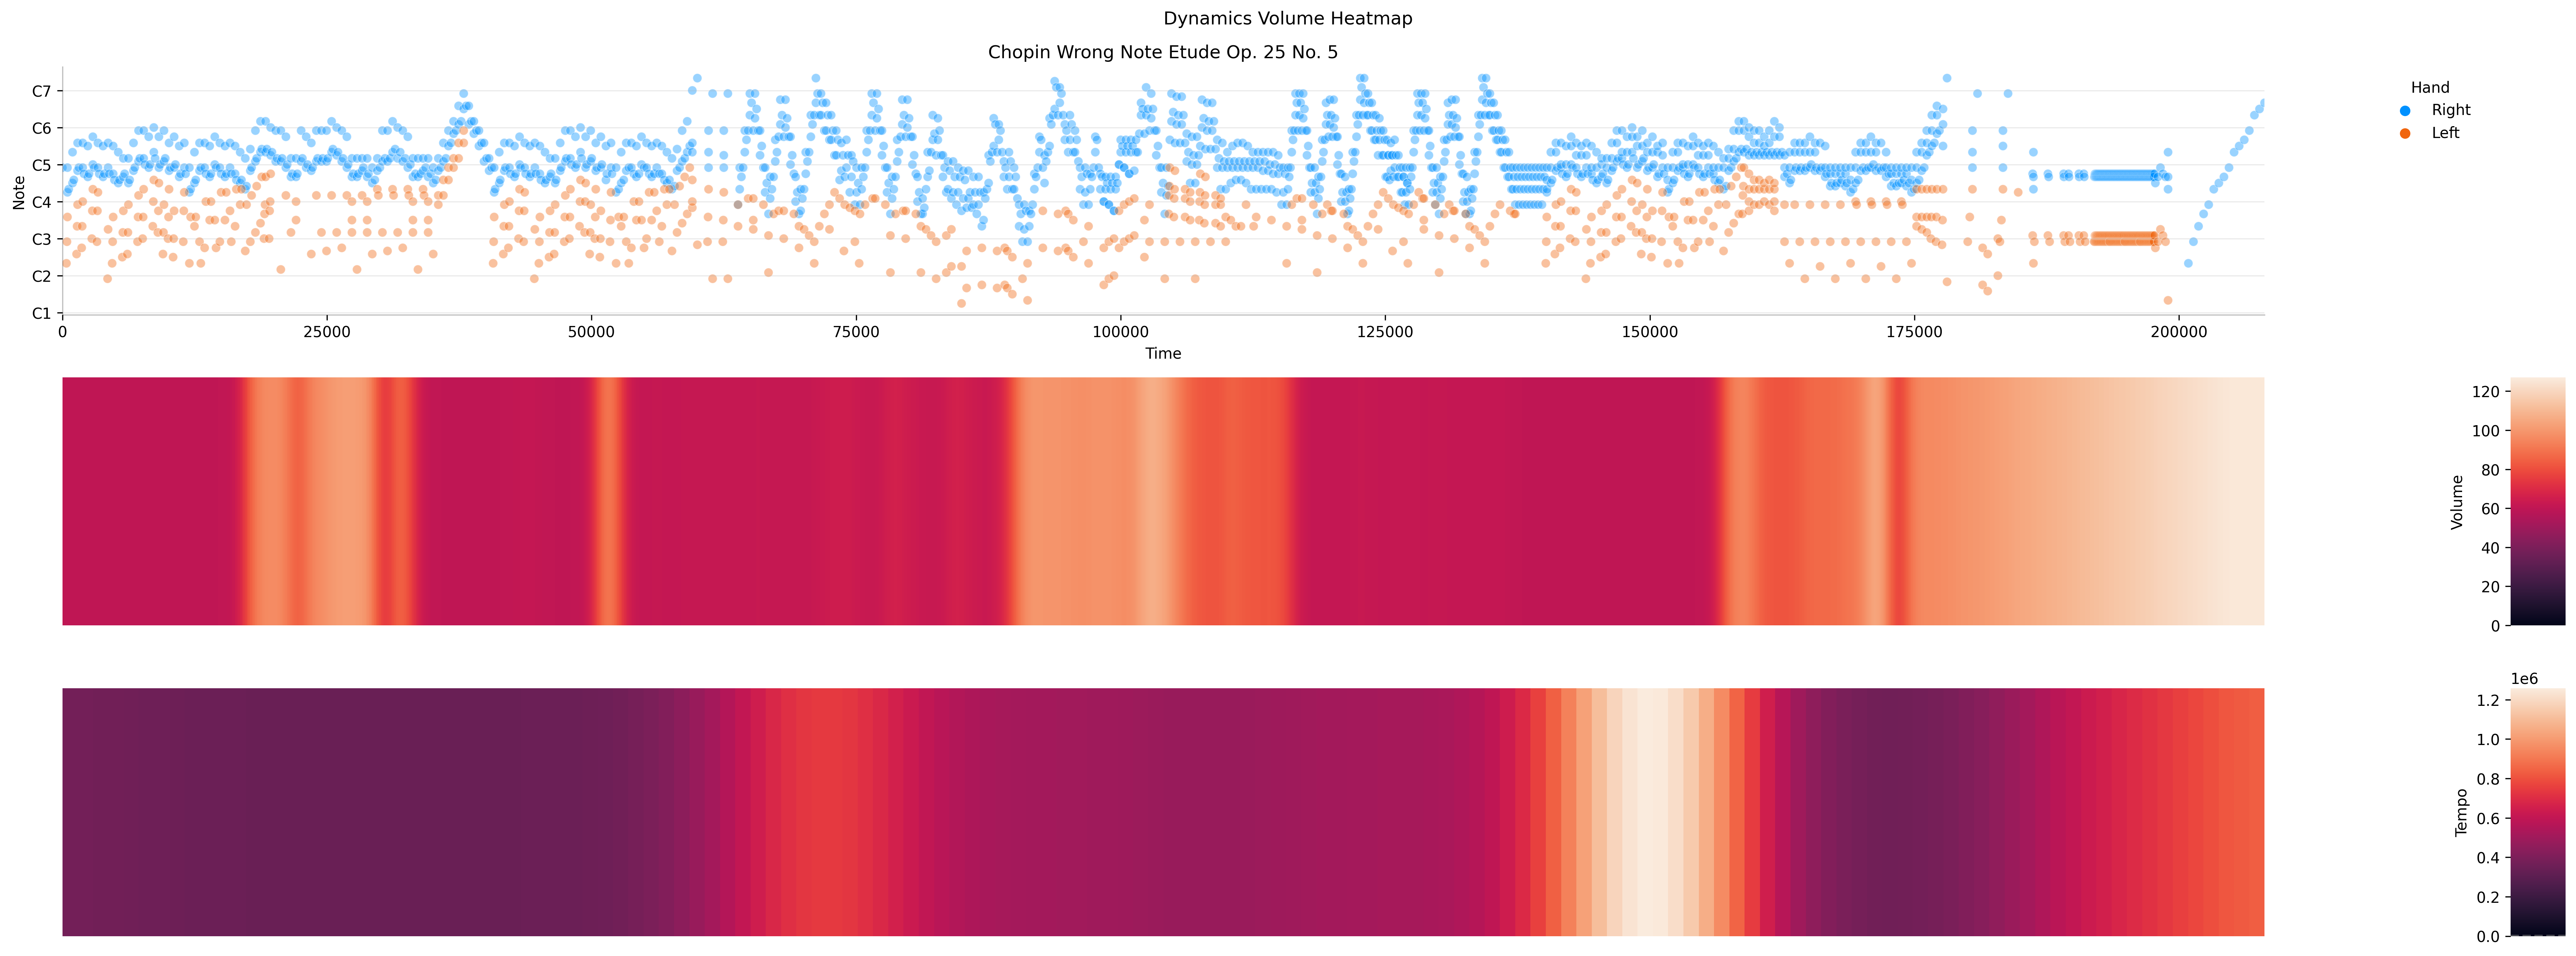 Dynamics Volume Heatmap
Chopin Wrong Note Etude Op. 25 No. 5
Note
C7
C6
C5
C4
C3
C2
C1
0 25000 50000 75000 100000 125000 150000 175000 200000
Time
Hand
Right
Left
Volume
120
100
80
60
40
20
0
Tempo
1e6
1.2
1.0
0.8
0.6
0.4
0.2
0.0